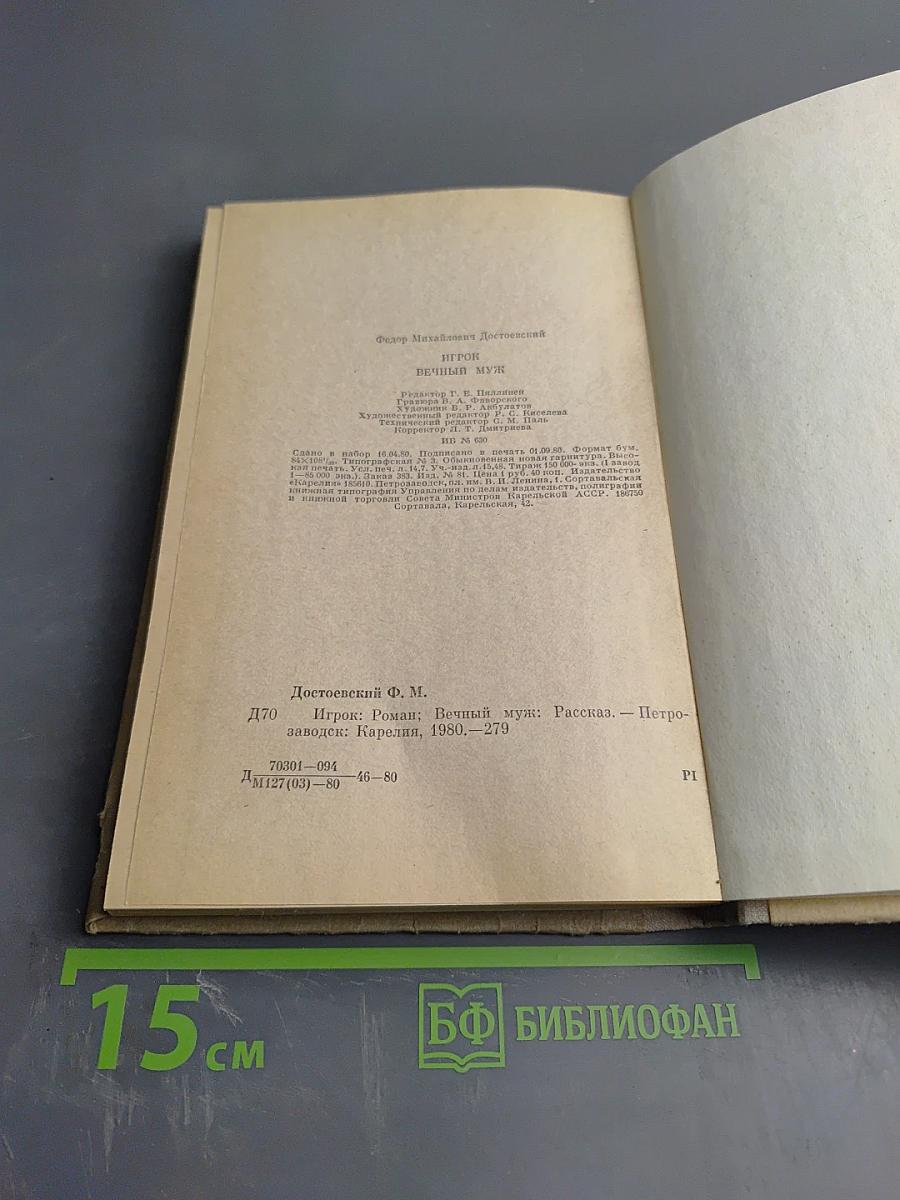 Федор Михайлович Достоевский
ИГРОК
ВЕЧНЫЙ МУЖ
Редактор Г. Е. Пяллиней
Гравюра В. А. Фаворского
Художник В. Р. Акбулатов
Художественный редактор Р. С. Киселева
Технический редактор С. М. Паль
Корректор Л. Т. Дмитриева
ИБ № 630
Сдано в набор 16.04.80. Подписано в печать 01.09.80. Формат бум.
84×108¹/₃₂. Типографская № 3. Обыкновенная новая гарнитура. Высо-
кая печать. Усл. печ. л. 14,7. Уч.-изд. л. 15,48. Тираж 150 000 экз. (I завод
1—85 000 экз.). Заказ 383. Изд. № 81. Цена 1 руб. 40 коп. Издательство
«Карелия» 185610. Петрозаводск, пл. им. В. И. Ленина, 1. Сортавальская
книжная типография Управления по делам издательств, полиграфии
и книжной торговли Совета Министров Карельской АССР. 186750
Сортавала, Карельская, 42.
Достоевский Ф. М.
Д70 Игрок: Роман; Вечный муж: Рассказ. — Петро-
заводск: Карелия, 1980.—279
70301—094
Д 46—80 Р1
М127(03)—80
15 см БФ БИБЛИОФАН